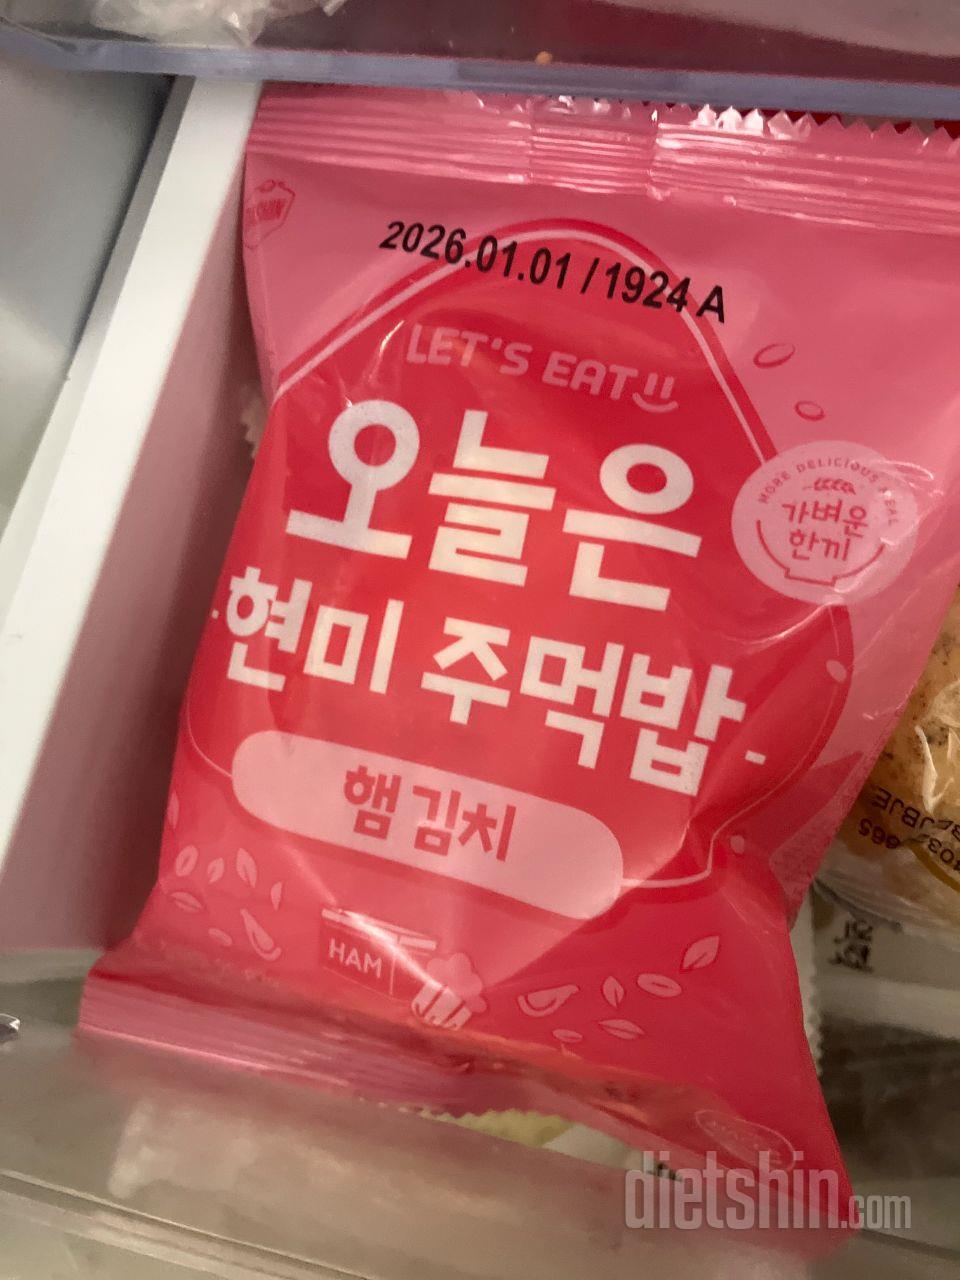 2026.01.01 / 1924 A
LET'S EAT
오늘은
현미 주먹밥
햄 김치
MORE DELICIOUS MEAL
가벼운
한끼
HAM
dietshin.com